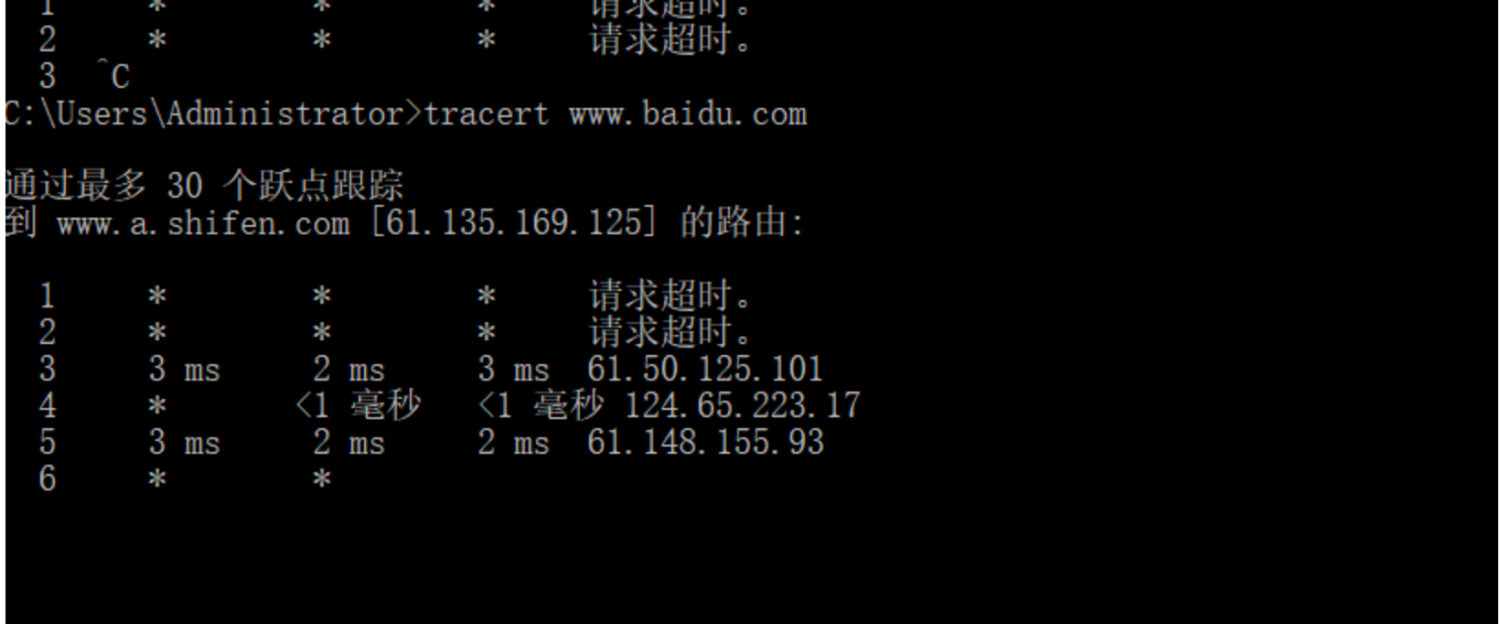 1 * * * 请求超时。
2 * * * 请求超时。
3 ^C
C:\Users\Administrator>tracert www.baidu.com
通过最多 30 个跃点跟踪
到 www.a.shifen.com [61.135.169.125] 的路由:
1 * * * 请求超时。
2 * * * 请求超时。
3 3 ms 2 ms 3 ms 61.50.125.101
4 * <1 毫秒 <1 毫秒 124.65.223.17
5 3 ms 2 ms 2 ms 61.148.155.93
6 * *